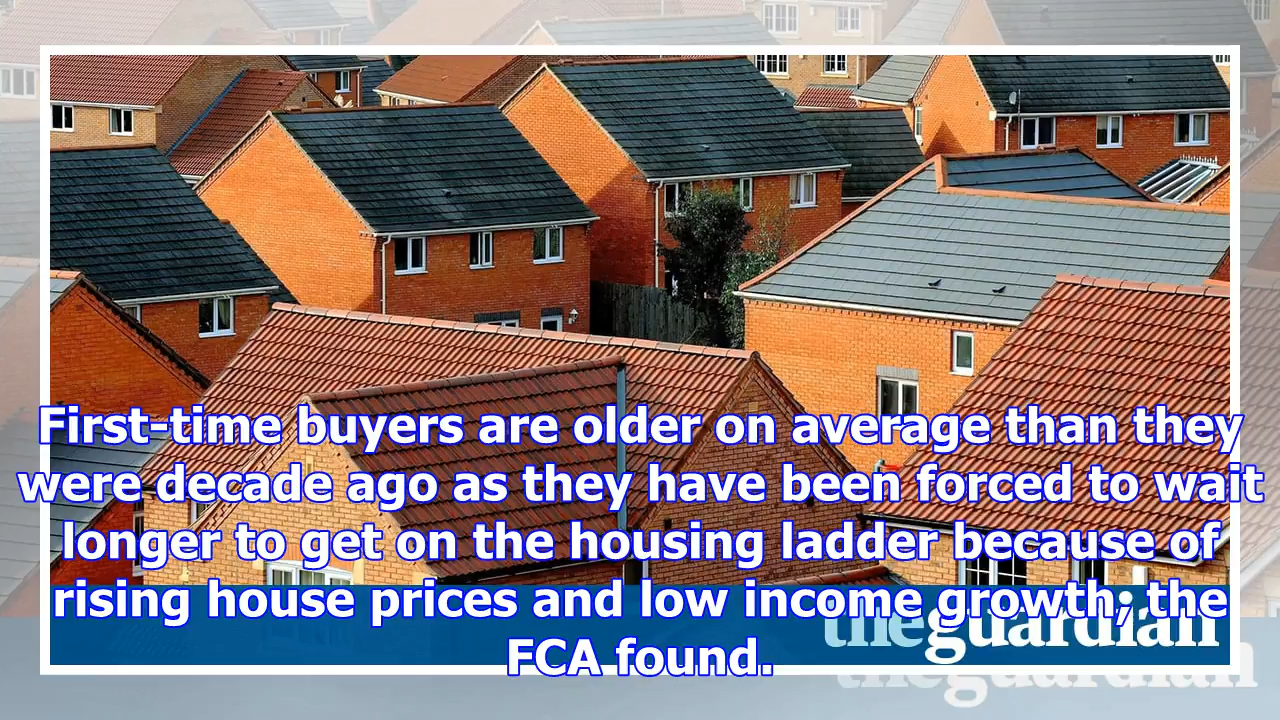 First-time buyers are older on average than they
were decade ago as they have been forced to wait
longer to get on the housing ladder because of
rising house prices and low income growth, the
FCA found.
theguardian
theguardian